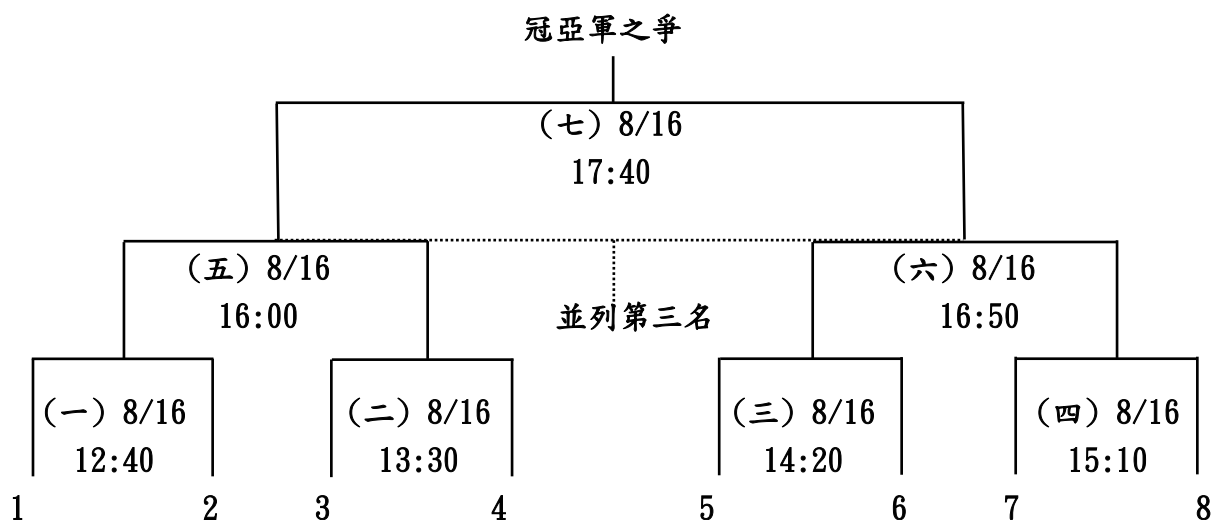 冠亞軍之爭
（七）8/16
17:40
（五）8/16
16:00
（六）8/16
16:50
並列第三名
（一）8/16
12:40
（二）8/16
13:30
（三）8/16
14:20
（四）8/16
15:10
1 2 3 4 5 6 7 8